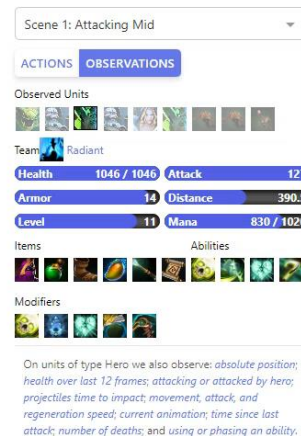 Scene 1: Attacking Mid
ACTIONS OBSERVATIONS
Observed Units
Team Radiant
Health 1046 / 1046 Attack
Armor 14 Distance 390.
Level 11 Mana 830 / 1020
Items Abilities
Modifiers
On units of type Hero we also observe: absolute position;
health over last 12 frames; attacking or attacked by hero;
projectiles time to impact; movement, attack, and
regeneration speed; current animation; time since last
attack; number of deaths; and using or phasing an ability.